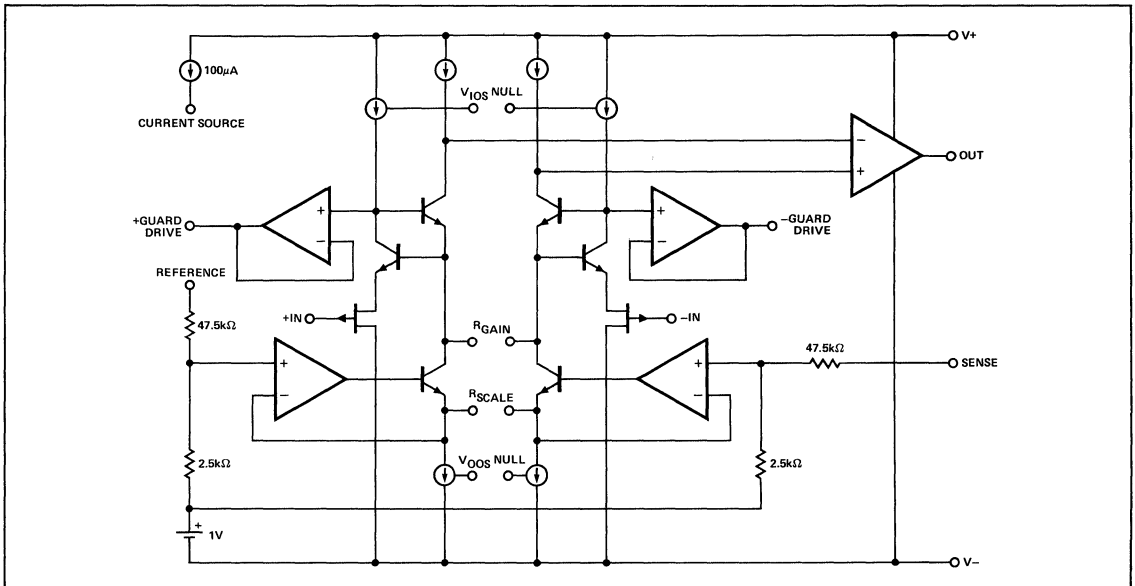 V+
100µA
CURRENT SOURCE
VIOS NULL
−
+
OUT
+GUARD
DRIVE
+
−
+
−
−GUARD
DRIVE
REFERENCE
47.5kΩ
+IN
−IN
RGAIN
47.5kΩ
+
−
+
−
SENSE
RSCALE
2.5kΩ
VOOS NULL
2.5kΩ
+
1V
V−